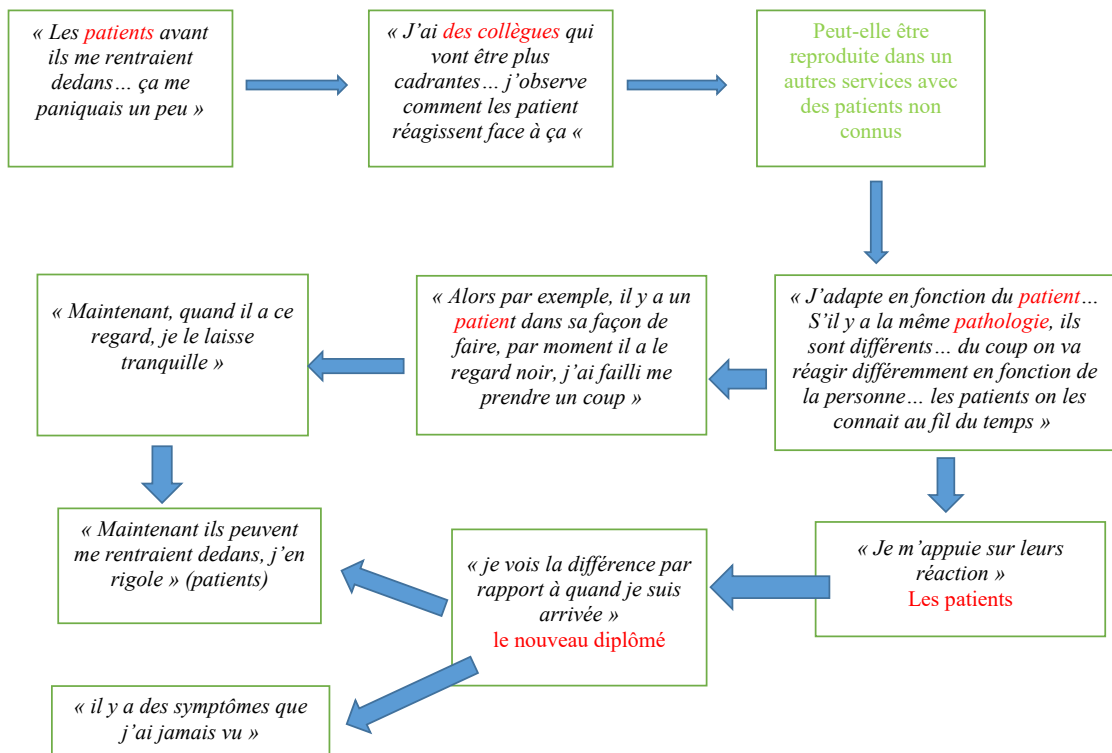 « Les patients avant
ils me rentraient
dedans… ça me
paniquais un peu »
« J’ai des collègues qui
vont être plus
cadrantes… j’observe
comment les patient
réagissent face à ça «
Peut-elle être
reproduite dans un
autres services avec
des patients non
connus
« J’adapte en fonction du patient…
S’il y a la même pathologie, ils
sont différents… du coup on va
réagir différemment en fonction de
la personne… les patients on les
connait au fil du temps »
« Alors par exemple, il y a un
patient dans sa façon de
faire, par moment il a le
regard noir, j’ai failli me
prendre un coup »
« Maintenant, quand il a ce
regard, je le laisse
tranquille »
« Maintenant ils peuvent
me rentraient dedans, j’en
rigole » (patients)
« je vois la différence par
rapport à quand je suis
arrivée »
le nouveau diplômé
« Je m’appuie sur leurs
réaction »
Les patients
« il y a des symptômes que
j’ai jamais vu »